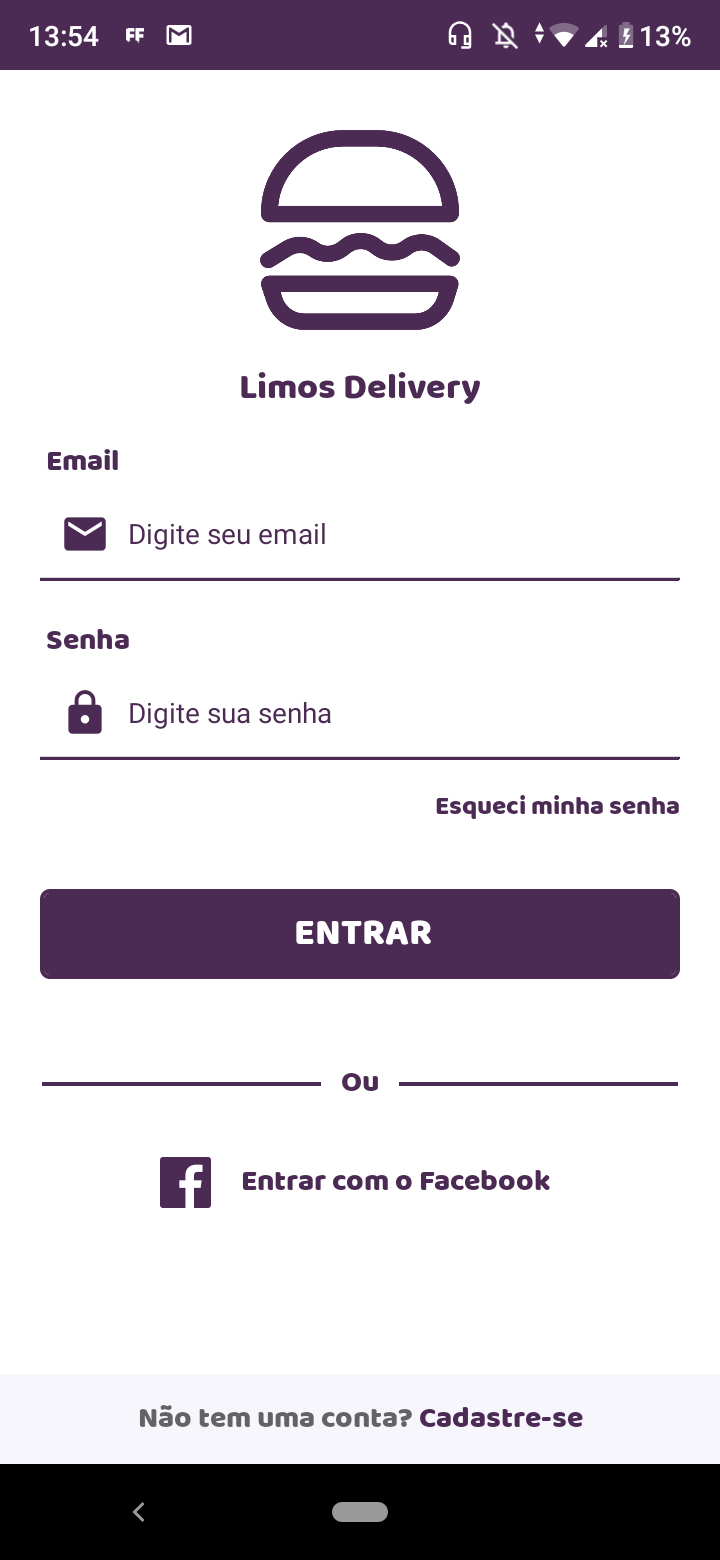 13:54 FF 13%
Limos Delivery
Email
Digite seu email
Senha
Digite sua senha
Esqueci minha senha
ENTRAR
Ou
Entrar com o Facebook
Não tem uma conta? Cadastre-se